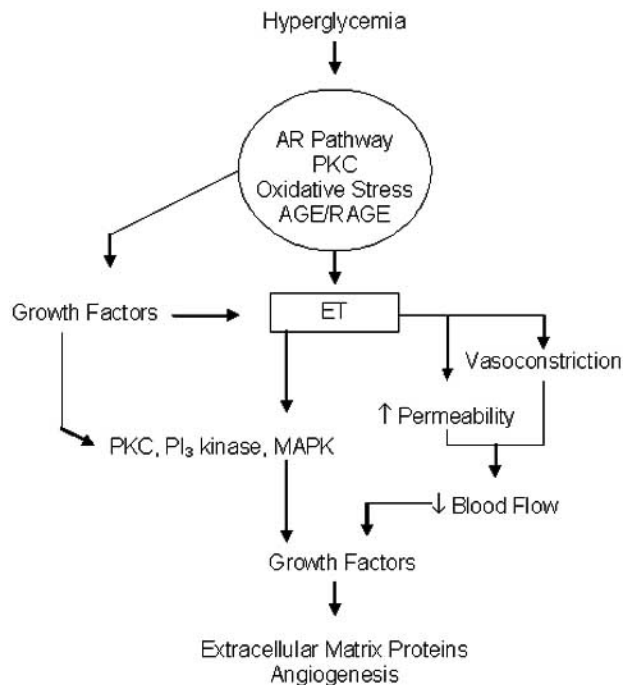 Hyperglycemia
AR Pathway
PKC
Oxidative Stress
AGE/RAGE
Growth Factors
ET
Vasoconstriction
↑ Permeability
PKC, PI₃ kinase, MAPK
↓ Blood Flow
Growth Factors
Extracellular Matrix Proteins
Angiogenesis